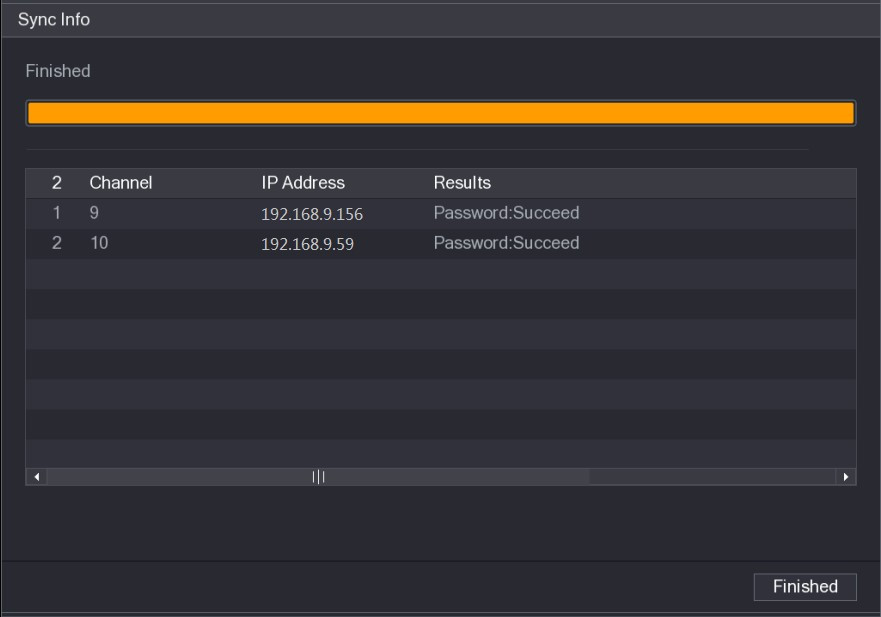 Sync Info
Finished
2 Channel IP Address Results
1 9 192.168.9.156 Password:Succeed
2 10 192.168.9.59 Password:Succeed
Finished